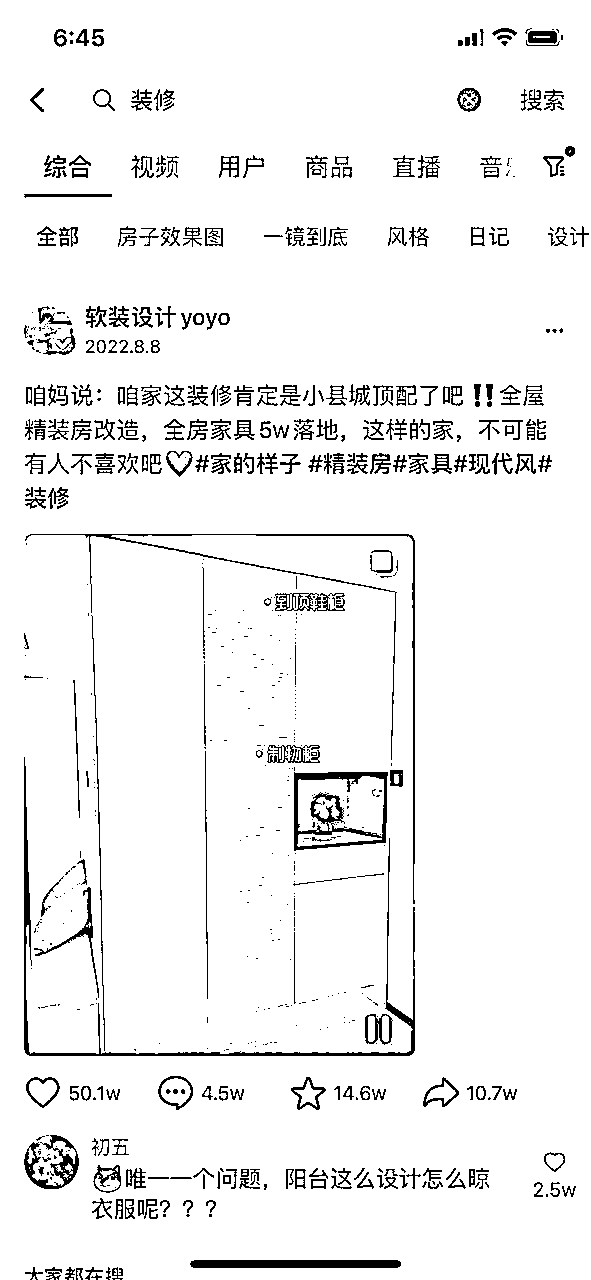 6:45
装修
搜索
综合 视频 用户 商品 直播 音
全部 房子效果图 一镜到底 风格 日记 设计
软装设计yoyo
2022.8.8
咱妈说：咱家这装修肯定是小县城顶配了吧‼️全屋
精装房改造，全房家具5w落地，这样的家，不可能
有人不喜欢吧♡#家的样子 #精装房#家具#现代风#
装修
到顶鞋柜
制物柜
50.1w 4.5w 14.6w 10.7w
初五
唯一一个问题，阳台这么设计怎么晾
衣服呢？？？
2.5w
大家都在搜